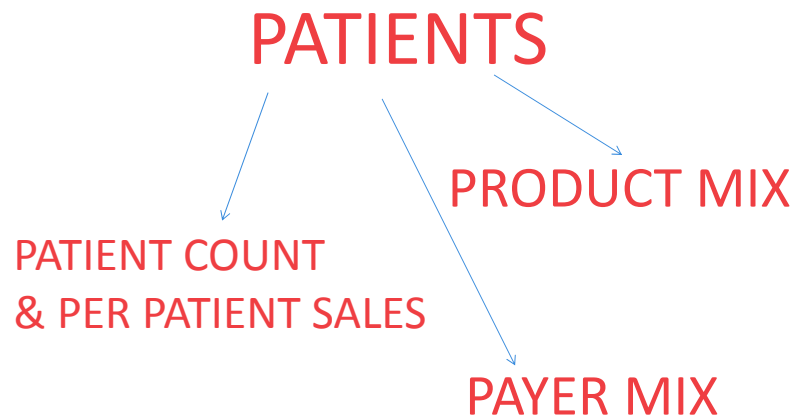 PATIENTS
PRODUCT MIX
PATIENT COUNT
& PER PATIENT SALES
PAYER MIX